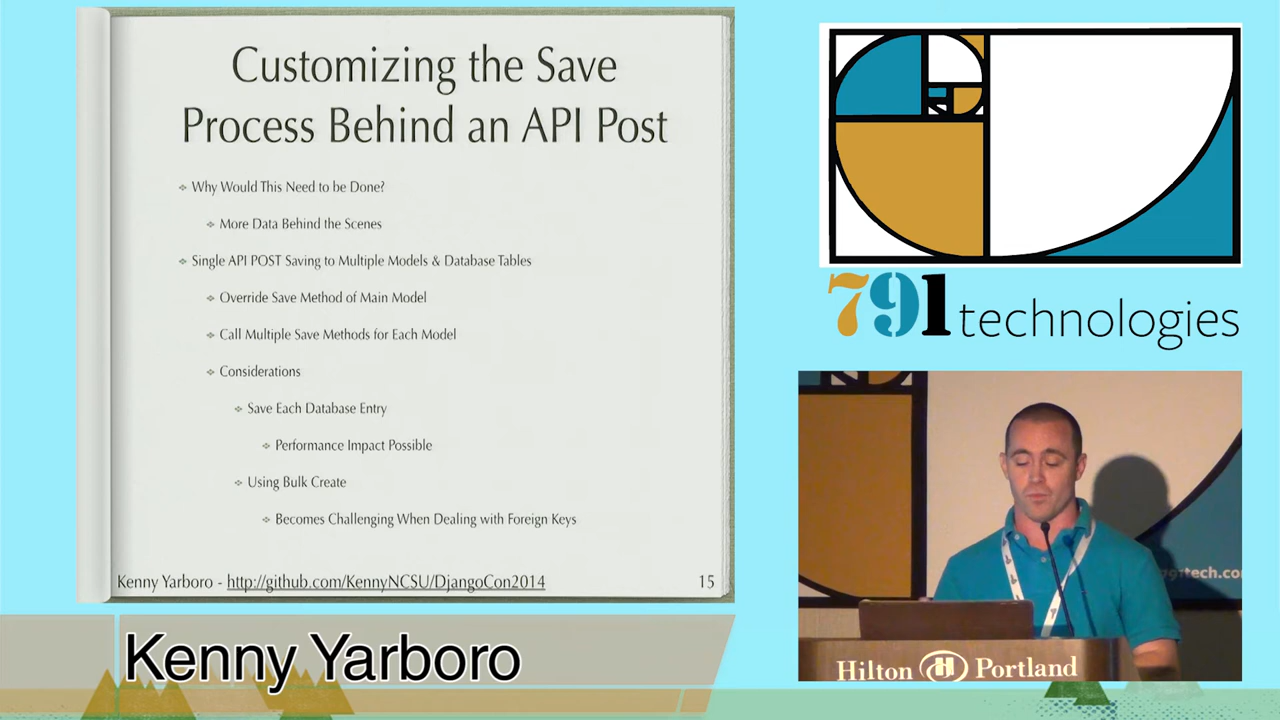 Customizing the Save
Process Behind an API Post
Why Would This Need to be Done?
More Data Behind the Scenes
Single API POST Saving to Multiple Models & Database Tables
Override Save Method of Main Model
Call Multiple Save Methods for Each Model
Considerations
Save Each Database Entry
Performance Impact Possible
Using Bulk Create
Becomes Challenging When Dealing with Foreign Keys
Kenny Yarboro - http://github.com/KennyNCSU/DjangoCon2014
15
Kenny Yarboro
791 technologies
791tech.co
Hilton H Portland